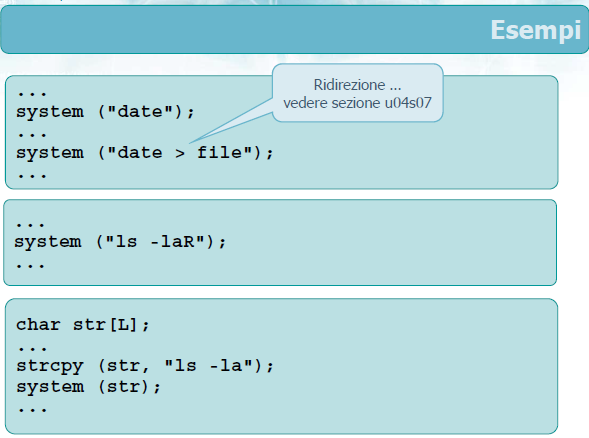 Esempi
...
system ("date");
...
system ("date > file");
...
Ridirezione ...
vedere sezione u04s07
...
system ("ls -laR");
...
char str[L];
...
strcpy (str, "ls -la");
system (str);
...